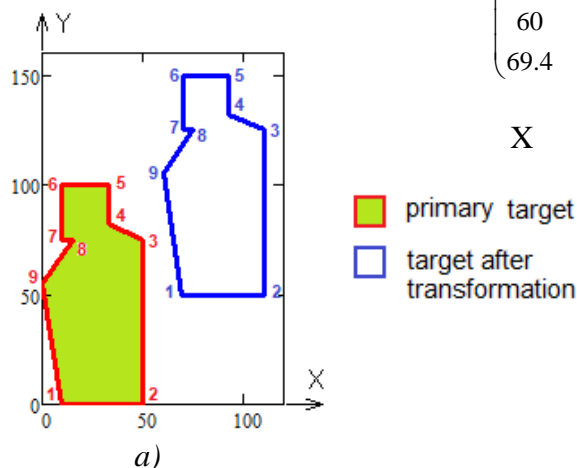 60
69.4
X
Y
150
100
50
0
0 50 100
X
6 5
4
7 8 3
9
1 2
6 5
4
7 8 3
9
1 2
primary target
target after
transformation
a)